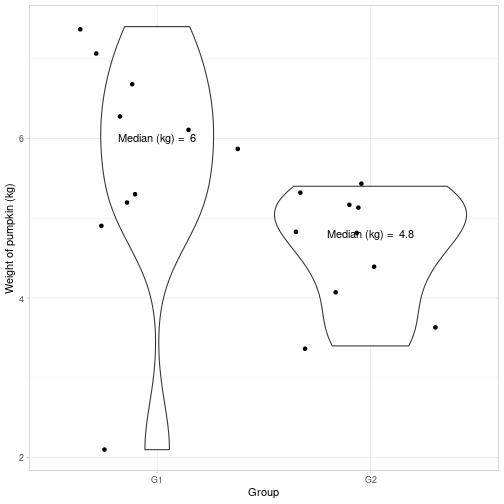 Weight of pumpkin (kg)
6
4
2
Median (kg) =  6
Median (kg) =  4.8
G1
G2
Group